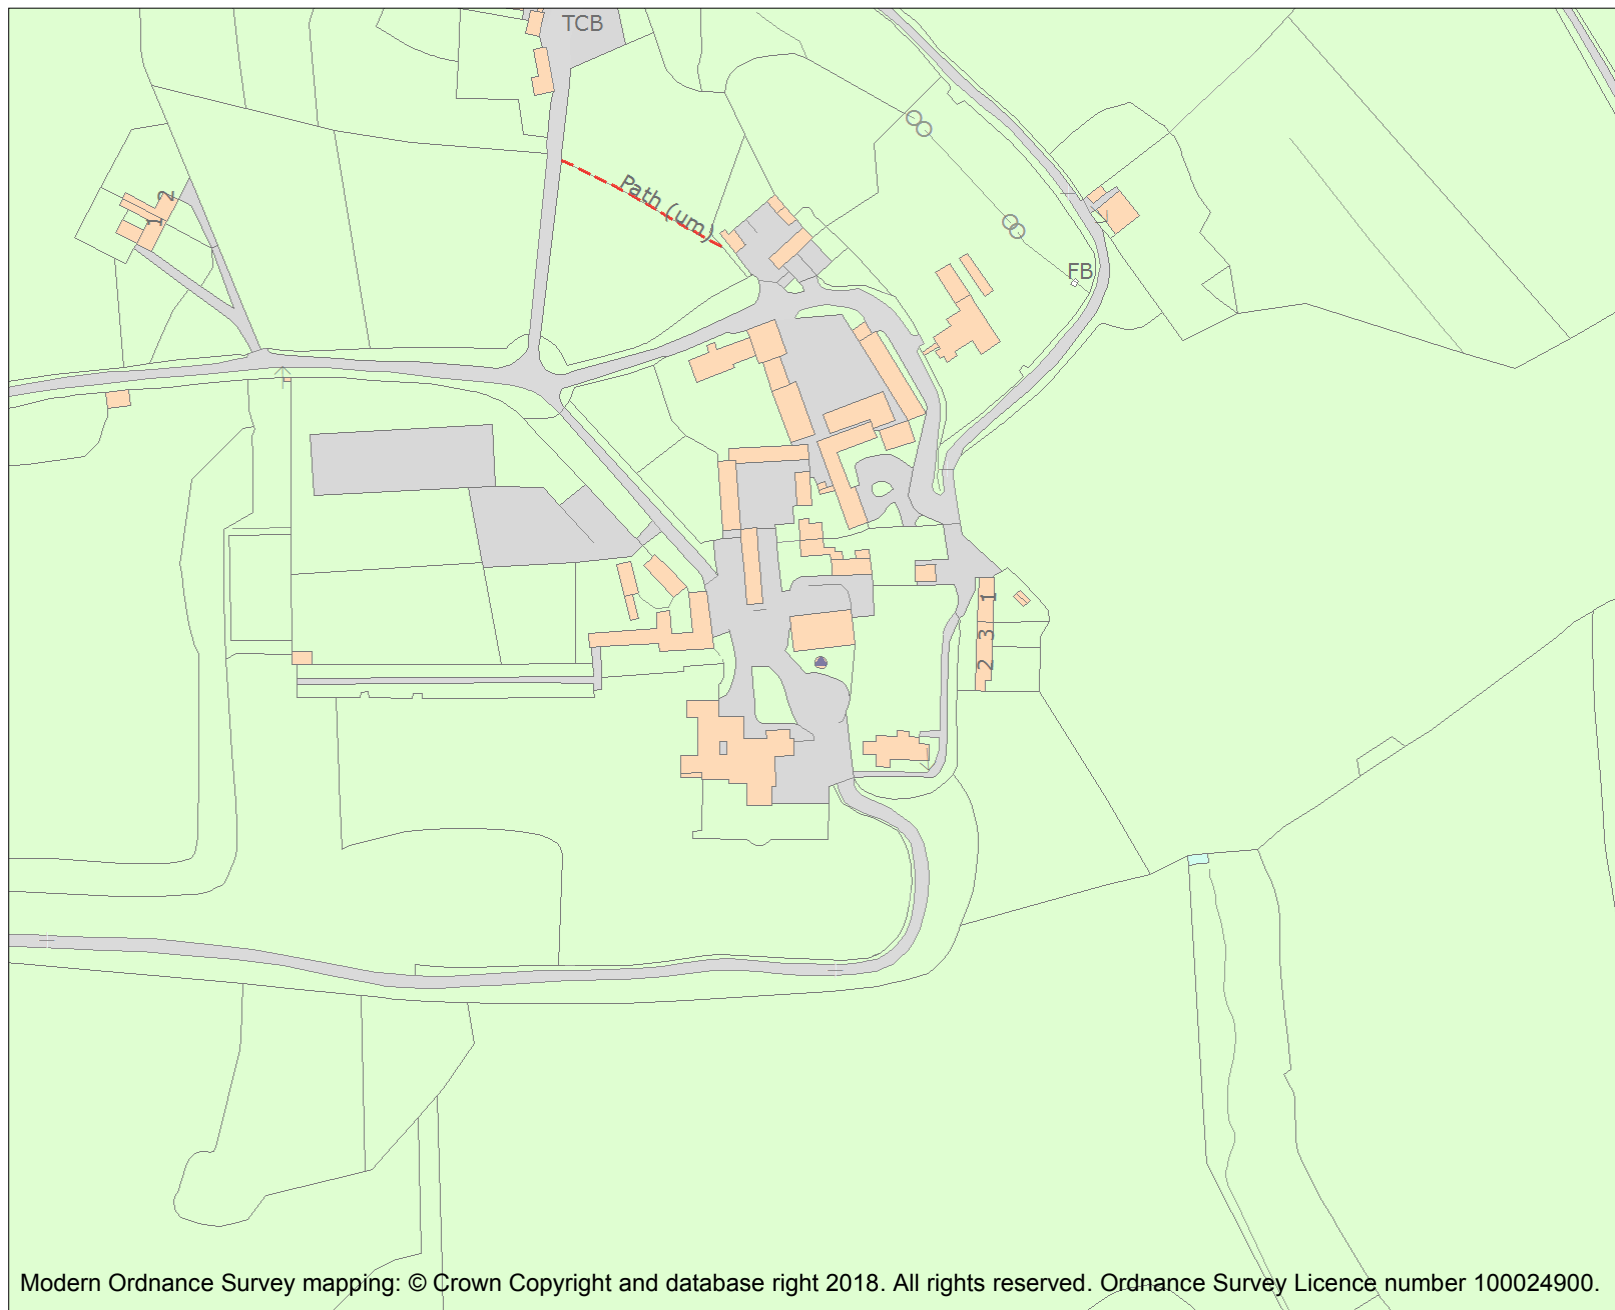 TCB
Path (um)
2
1
FB
1
3
2
Modern Ordnance Survey mapping: © Crown Copyright and database right 2018. All rights reserved. Ordnance Survey Licence number 100024900.